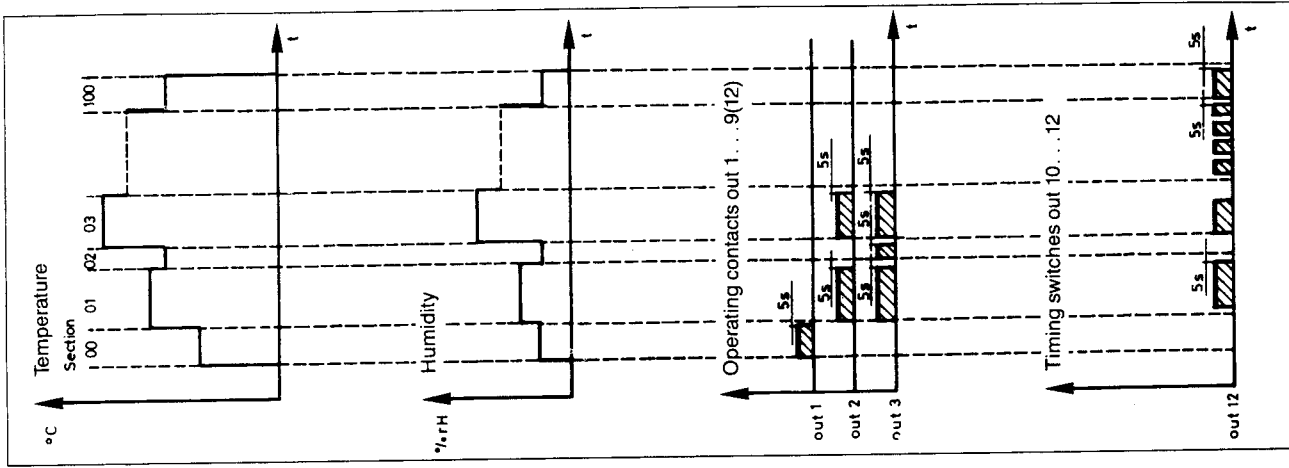 Temperature
Section
00 01 02 03 100
°C
t
Humidity
% rH
t
Operating contacts out 1. . . .9(12)
5s
5s 5s
5s 5s 5s
out 1
out 2
out 3
t
Timing switches out 10. . . 12
5s 5s 5s
out 12
t